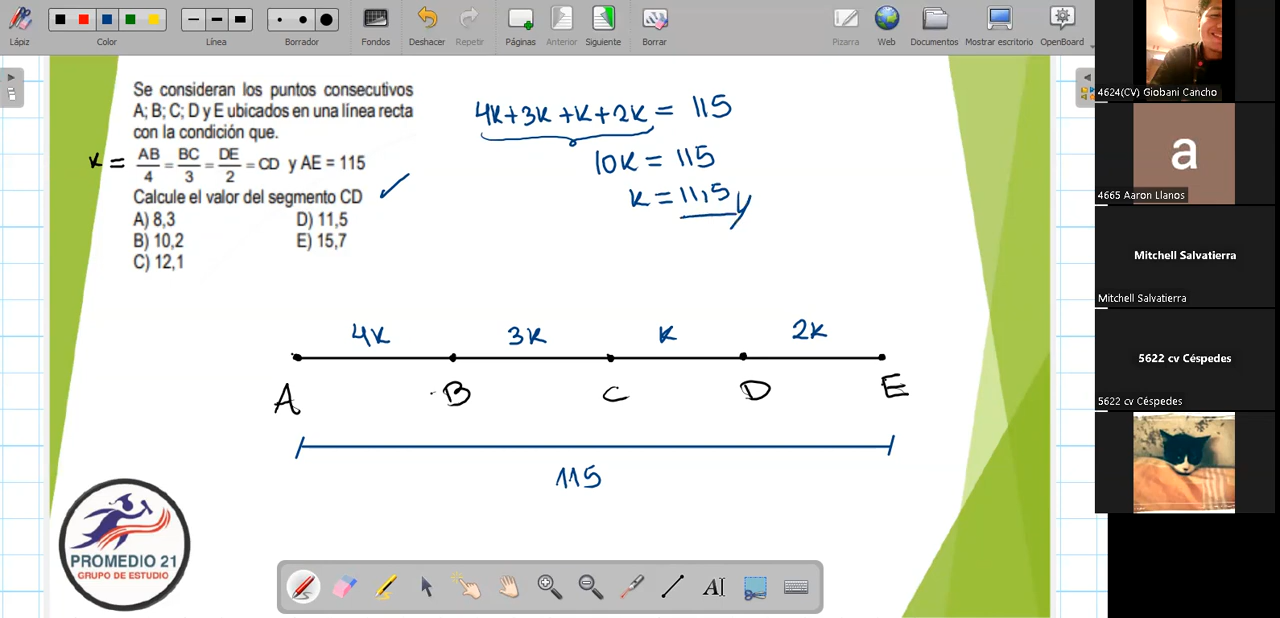 Lápiz
Color
Línea
Borrador
Fondos
Deshacer
Repetir
Páginas
Anterior
Siguiente
Borrar
Pizarra
Web
Documentos
Mostrar escritorio
OpenBoard
Se consideran los puntos consecutivos
A; B; C; D y E ubicados en una línea recta
con la condición que.
K = AB/4 = BC/3 = DE/2 = CD y AE = 115
Calcule el valor del segmento CD
A) 8,3 D) 11,5
B) 10,2 E) 15,7
C) 12,1
4K+3K+K+2K = 115
10K = 115
K = 11,5
4K 3K K 2K
A B C D E
115
PROMEDIO 21
GRUPO DE ESTUDIO
AI
4624(CV) Giobani Cancho
a
4665 Aaron Llanos
Mitchell Salvatierra
Mitchell Salvatierra
5622 cv Céspedes
5622 cv Céspedes